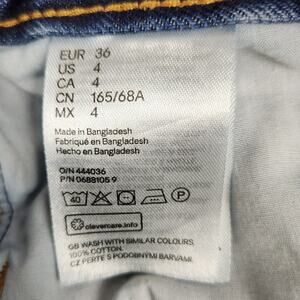 EUR 36
US 4
CA 4
CN 165/68A
MX 4
Made in Bangladesh
Fabriqué en Bangladesh
Hecho en Bangladesh
O/N 444036
P/N 0688105 9
40
P
clevercare.info
GB WASH WITH SIMILAR COLOURS.
100% COTTON.
CZ PERTE S PODOBNÝMI BARVAMI.